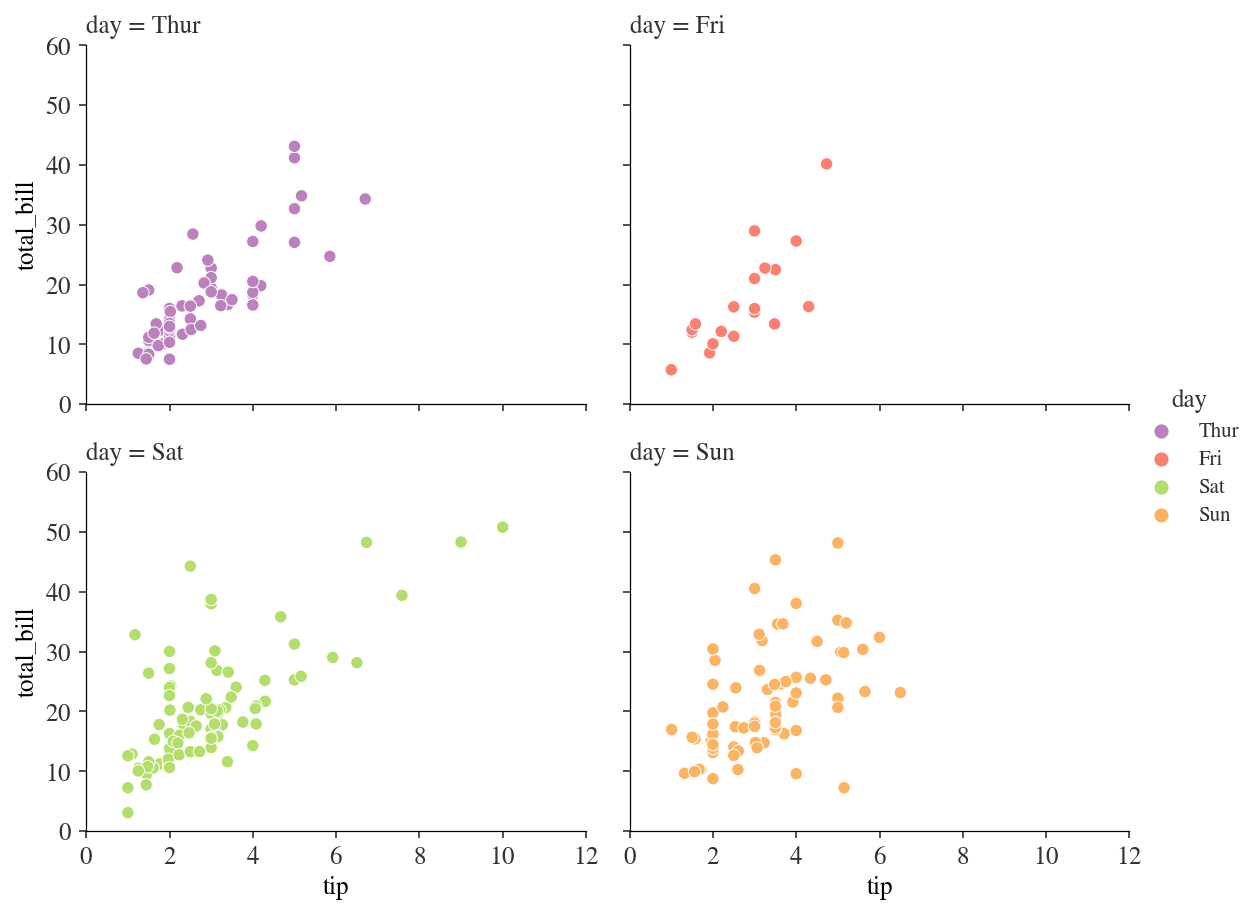 day = Thur
day = Fri
60
50
40
30
20
10
0
total_bill
day = Sat
day = Sun
60
50
40
30
20
10
0
total_bill
0 2 4 6 8 10 12
0 2 4 6 8 10 12
tip
tip
day
Thur
Fri
Sat
Sun